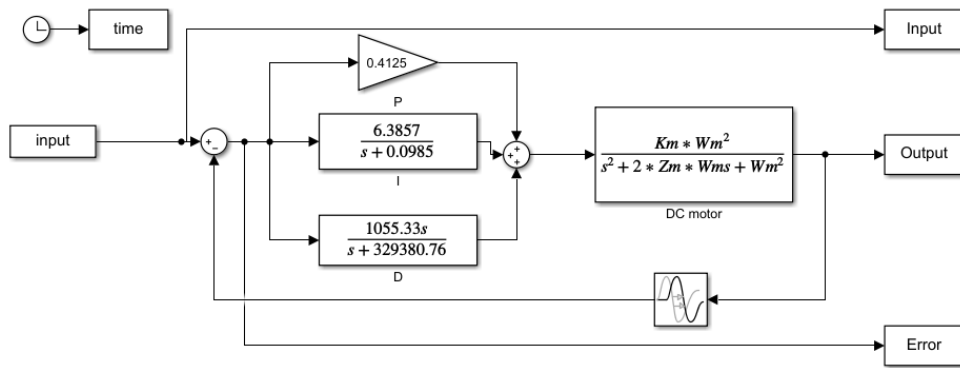 time
Input
0.4125
P
input
+
−
6.3857
s + 0.0985
I
+
+
+
Km ∗ Wm²
s² + 2 ∗ Zm ∗ Wms + Wm²
DC motor
Output
1055.33s
s + 329380.76
D
Error